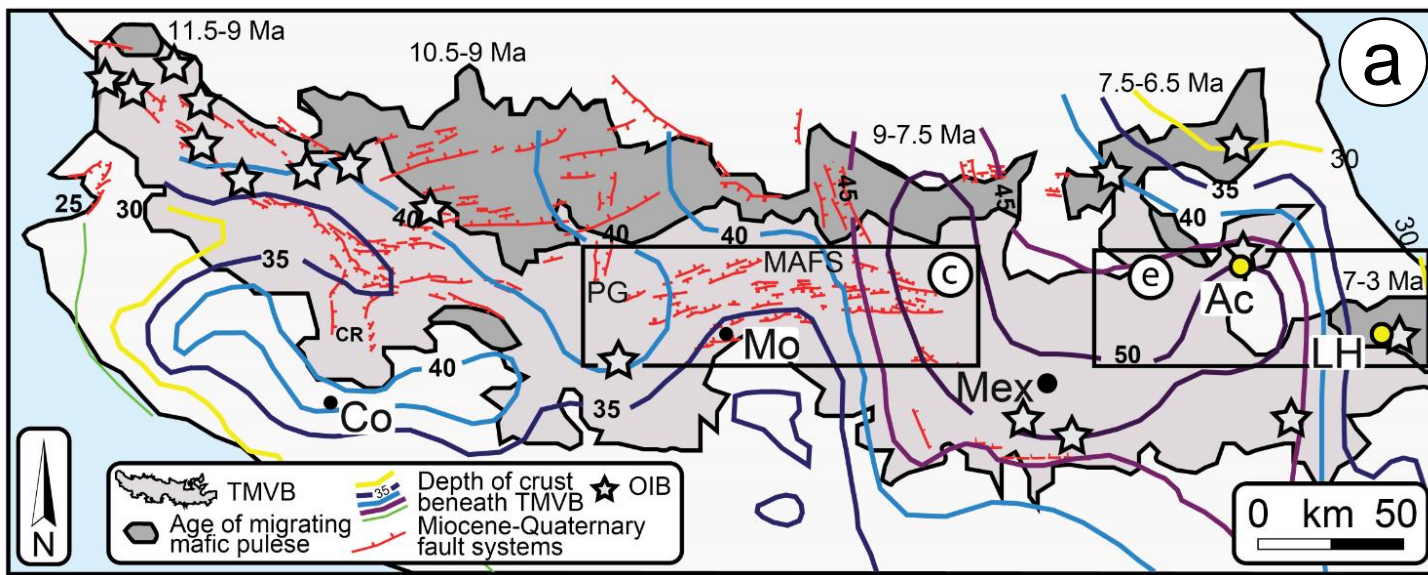 a
11.5-9 Ma
10.5-9 Ma
7.5-6.5 Ma
9-7.5 Ma
30
45
45
35
25
30
40
40
40
40
30
35
MAFS
c
e
PG
Ac
7-3 Ma
CR
Mo
50
LH
40
Mex
35
Co
N
TMVB
Age of migrating
mafic pulese
35
Depth of crust
beneath TMVB
Miocene-Quaternary
fault systems
OIB
0 km 50